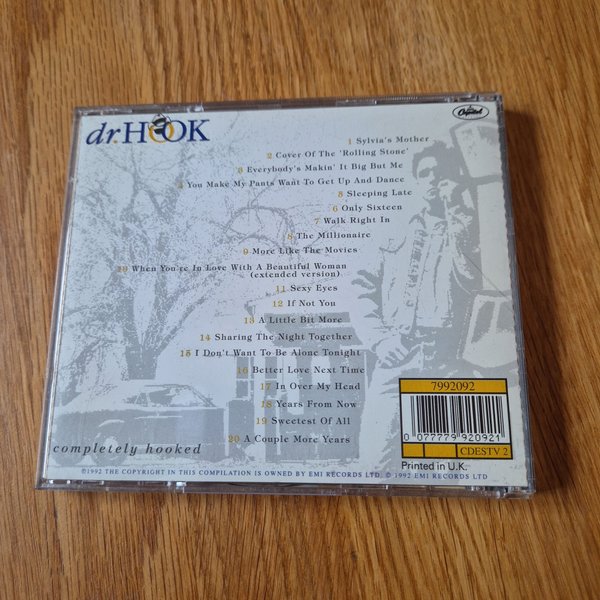 dr.HOOK
Capitol
1 Sylvia's Mother
2 Cover Of The 'Rolling Stone'
3 Everybody's Makin' It Big But Me
4 You Make My Pants Want To Get Up And Dance
5 Sleeping Late
6 Only Sixteen
7 Walk Right In
8 The Millionaire
9 More Like The Movies
10 When You're In Love With A Beautiful Woman
(extended version)
11 Sexy Eyes
12 If Not You
13 A Little Bit More
14 Sharing The Night Together
15 I Don't Want To Be Alone Tonight
16 Better Love Next Time
17 In Over My Head
18 Years From Now
19 Sweetest Of All
20 A Couple More Years
completely hooked
7992092
0 077779 920921
CDESTV 2
Printed in U.K.
©1992 THE COPYRIGHT IN THIS COMPILATION IS OWNED BY EMI RECORDS LTD. © 1992 EMI RECORDS LTD